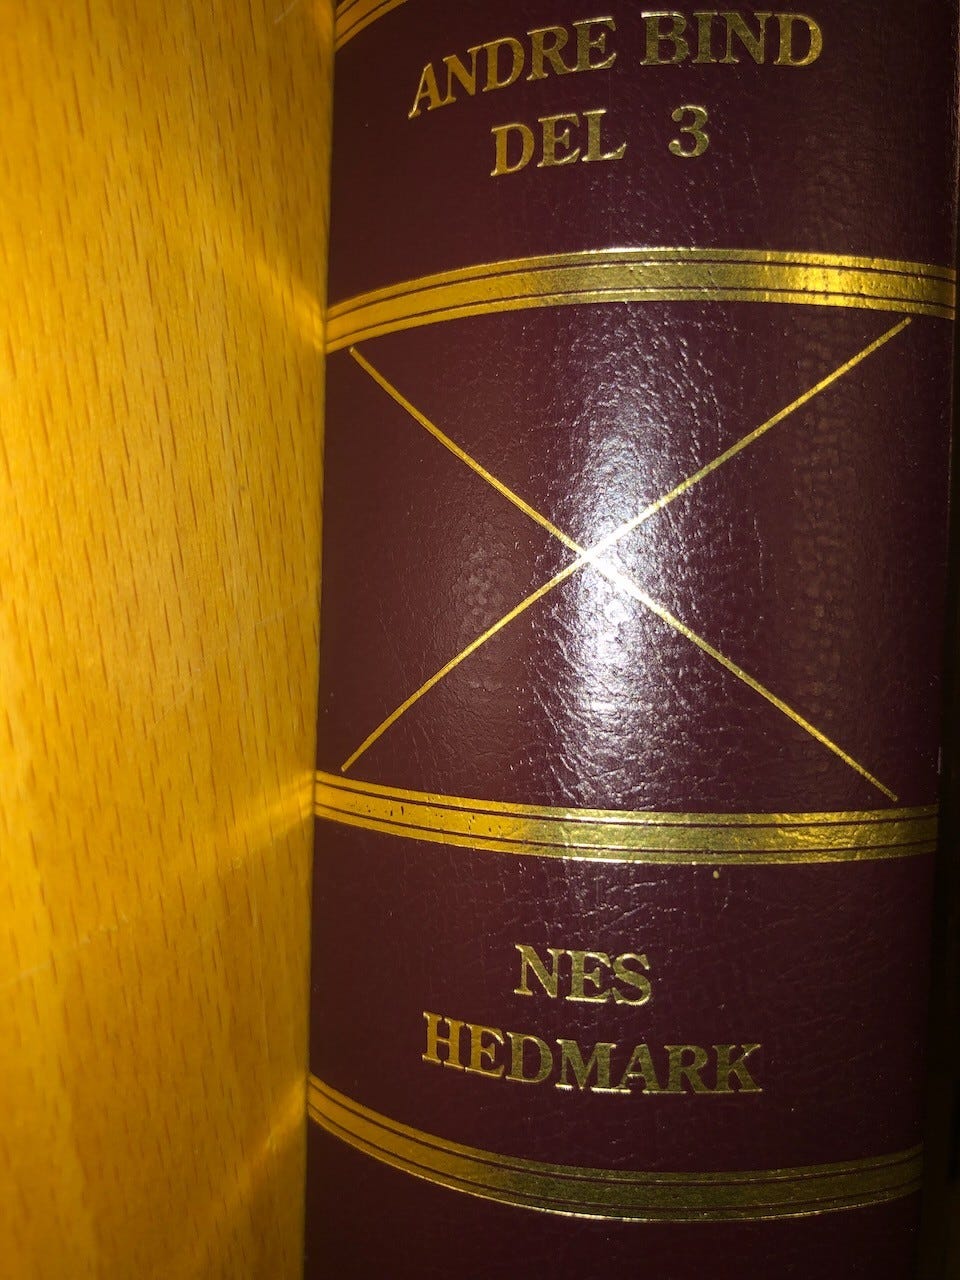 ANDRE BIND
DEL 3
NES
HEDMARK